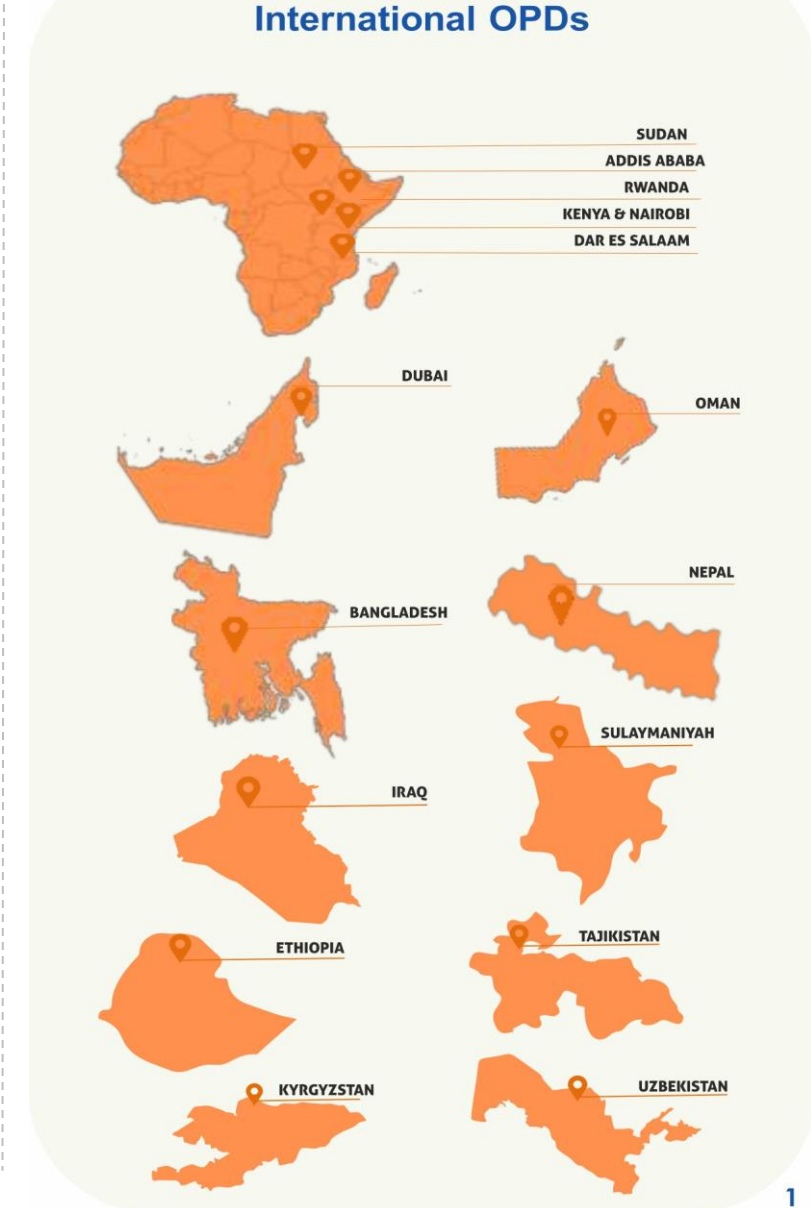 International OPDs
SUDAN
ADDIS ABABA
RWANDA
KENYA & NAIROBI
DAR ES SALAAM
DUBAI
OMAN
NEPAL
BANGLADESH
SULAYMANIYAH
IRAQ
TAJIKISTAN
ETHIOPIA
UZBEKISTAN
KYRGYZSTAN
1